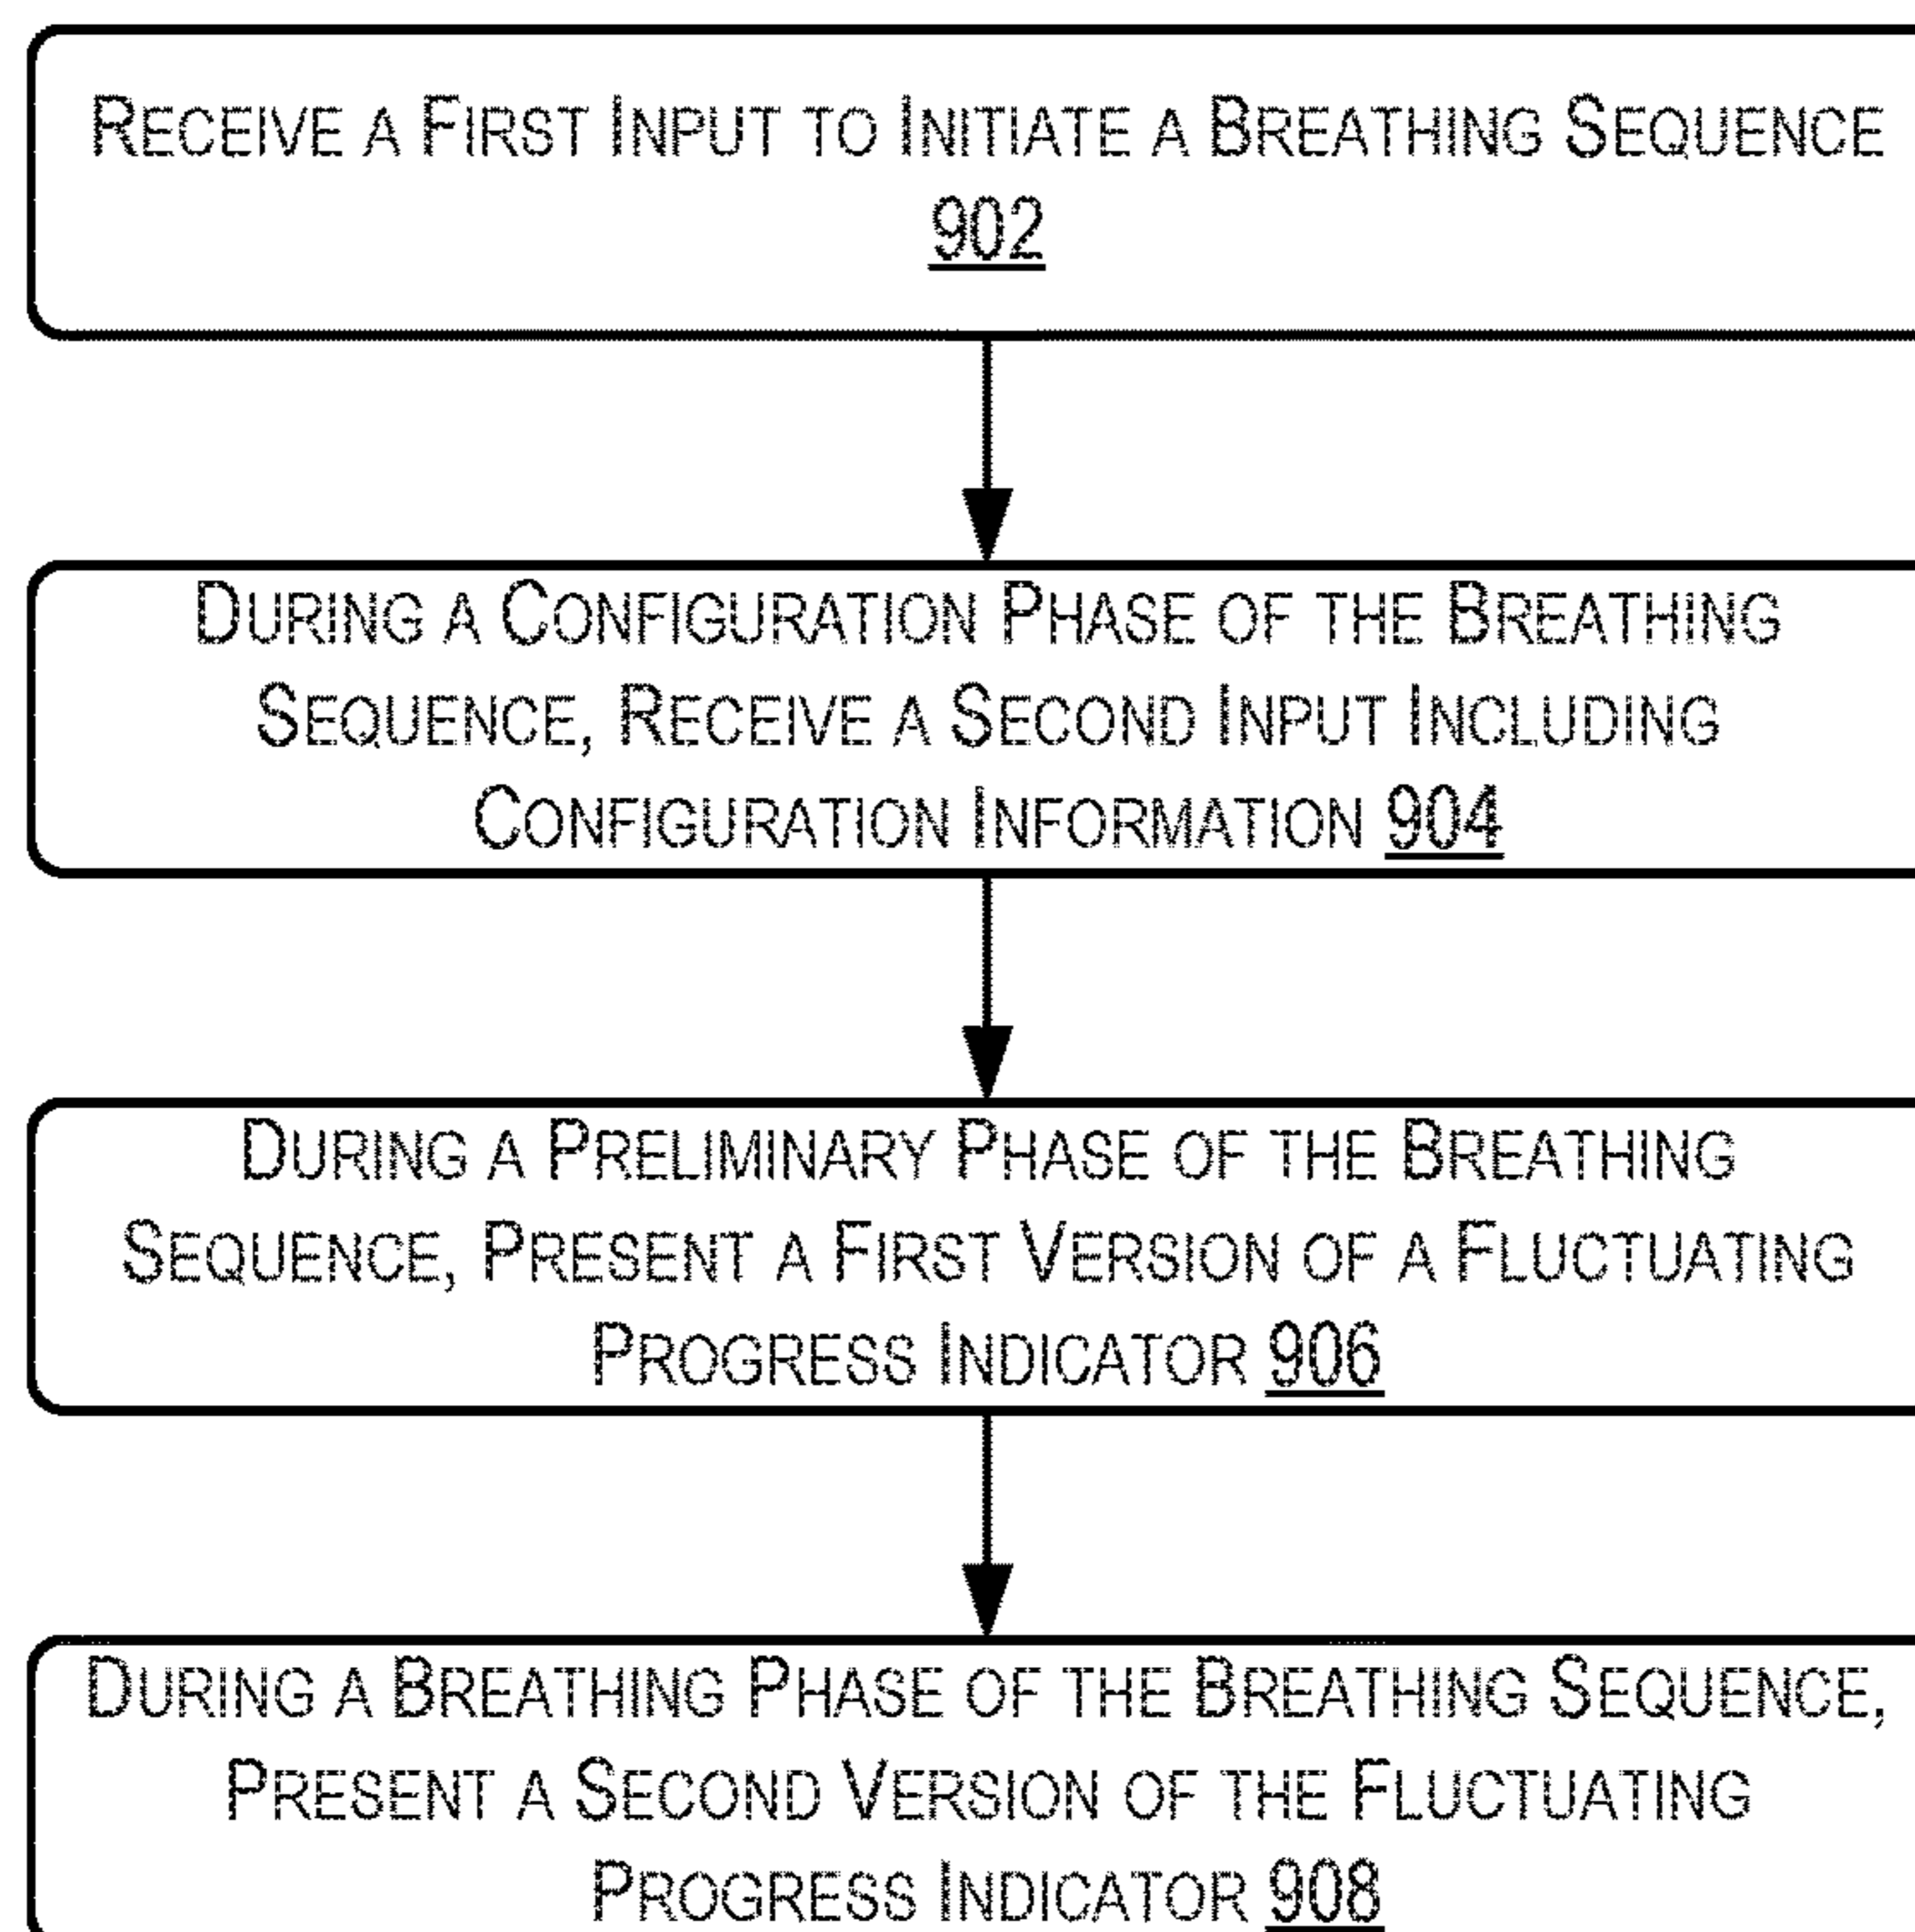 RECEIVE A FIRST INPUT TO INITIATE A BREATHING SEQUENCE
902
DURING A CONFIGURATION PHASE OF THE BREATHING
SEQUENCE, RECEIVE A SECOND INPUT INCLUDING
CONFIGURATION INFORMATION 904
DURING A PRELIMINARY PHASE OF THE BREATHING
SEQUENCE, PRESENT A FIRST VERSION OF A FLUCTUATING
PROGRESS INDICATOR 906
DURING A BREATHING PHASE OF THE BREATHING SEQUENCE,
PRESENT A SECOND VERSION OF THE FLUCTUATING
PROGRESS INDICATOR 908